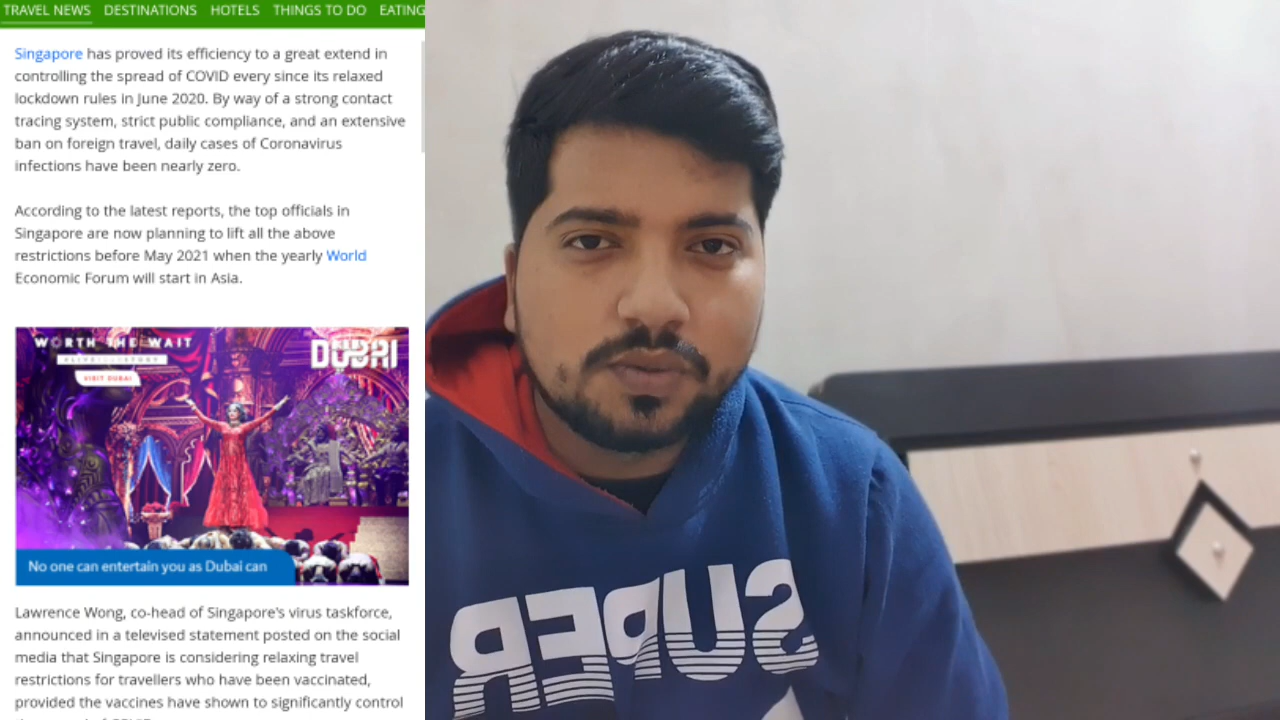 TRAVEL NEWS DESTINATIONS HOTELS THINGS TO DO EATING
Singapore has proved its efficiency to a great extend in
controlling the spread of COVID every since its relaxed
lockdown rules in June 2020. By way of a strong contact
tracing system, strict public compliance, and an extensive
ban on foreign travel, daily cases of Coronavirus
infections have been nearly zero.
According to the latest reports, the top officials in
Singapore are now planning to lift all the above
restrictions before May 2021 when the yearly World
Economic Forum will start in Asia.
WORTH THE WAIT
DUBAI
VISIT DUBAI
No one can entertain you as Dubai can
Lawrence Wong, co-head of Singapore's virus taskforce,
announced in a televised statement posted on the social
media that Singapore is considering relaxing travel
restrictions for travellers who have been vaccinated,
provided the vaccines have shown to significantly control
SUPER